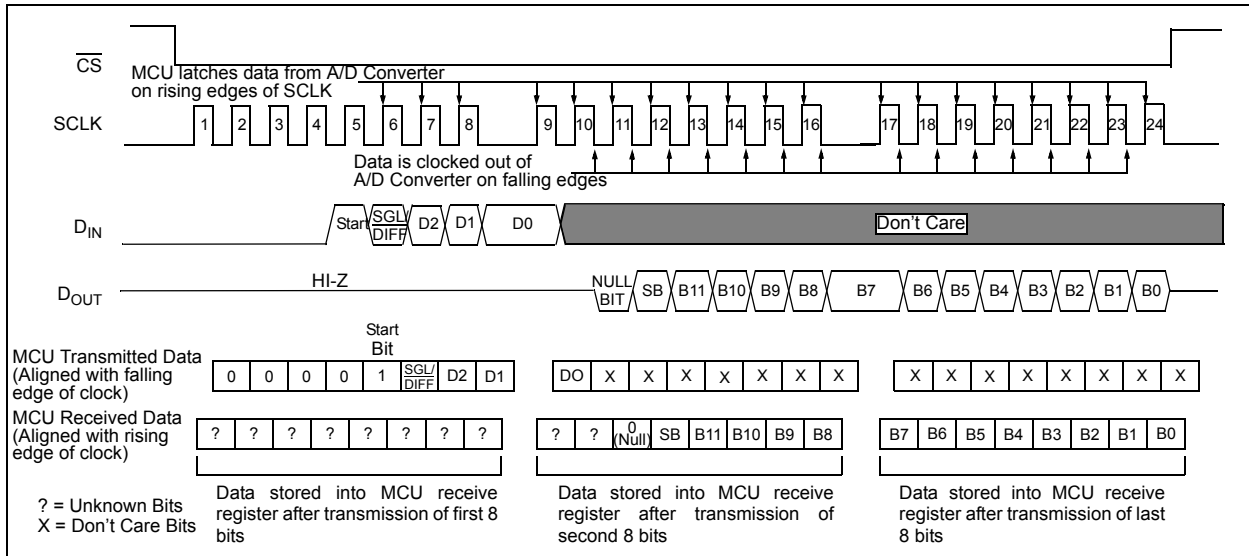 CS
MCU latches data from A/D Converter
on rising edges of SCLK
SCLK
1 2 3 4 5 6 7 8 9 10 11 12 13 14 15 16 17 18 19 20 21 22 23 24
Data is clocked out of
A/D Converter on falling edges
DIN
Start SGL/DIFF D2 D1 D0 Don't Care
HI-Z
DOUT
NULL BIT SB B11 B10 B9 B8 B7 B6 B5 B4 B3 B2 B1 B0
Start
Bit
MCU Transmitted Data
(Aligned with falling
edge of clock)
0 0 0 0 1 SGL/DIFF D2 D1 DO X X X X X X X X X X X X X X X
MCU Received Data
(Aligned with rising
edge of clock)
? ? ? ? ? ? ? ? ? ? 0 (Null) SB B11 B10 B9 B8 B7 B6 B5 B4 B3 B2 B1 B0
? = Unknown Bits
X = Don't Care Bits
Data stored into MCU receive
register after transmission of first 8
bits
Data stored into MCU receive
register after transmission of
second 8 bits
Data stored into MCU receive
register after transmission of last
8 bits